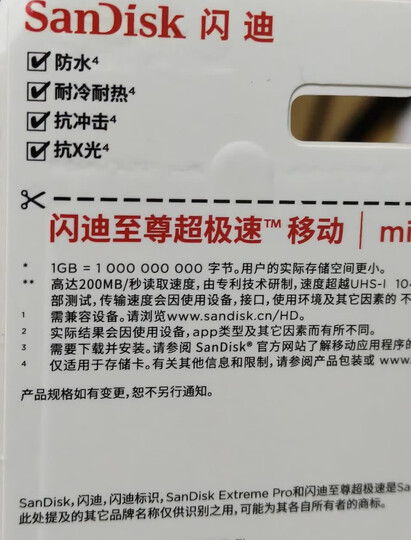 SanDisk 闪迪
防水⁴
耐冷耐热⁴
抗冲击⁴
抗X光⁴
闪迪至尊超极速™ 移动 | mi
* 1GB = 1 000 000 000 字节。用户的实际存储空间更小。
** 高达200MB/秒读取速度，由专利技术研制，速度超越UHS-I 10
部测试，传输速度会因使用设备，接口，使用环境及其它因素的 不
1 需兼容设备。请浏览www.sandisk.cn/HD。
2 实际结果会因使用设备，app类型及其它因素而有所不同。
3 需要下载并安装。请参阅 SanDisk® 官方网站了解移动应用程序的
4 仅适用于存储卡。有关其他信息和限制，请参阅产品包装或 www.
产品规格如有变更，恕不另行通知。
SanDisk，闪迪，闪迪标识，SanDisk Extreme Pro和闪迪至尊超极速是Sa
此处提及的其它品牌名称仅供识别之用，可能为其各自所有者的商标。